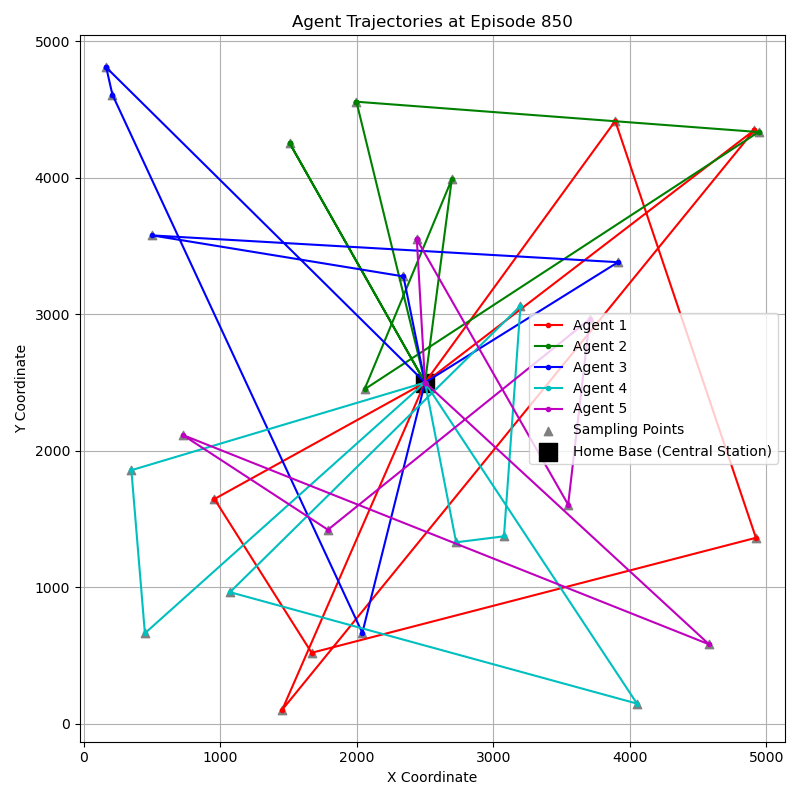 Agent Trajectories at Episode 850
5000
4000
3000
2000
1000
0
Y Coordinate
Agent 1
Agent 2
Agent 3
Agent 4
Agent 5
Sampling Points
Home Base (Central Station)
0 1000 2000 3000 4000 5000
X Coordinate